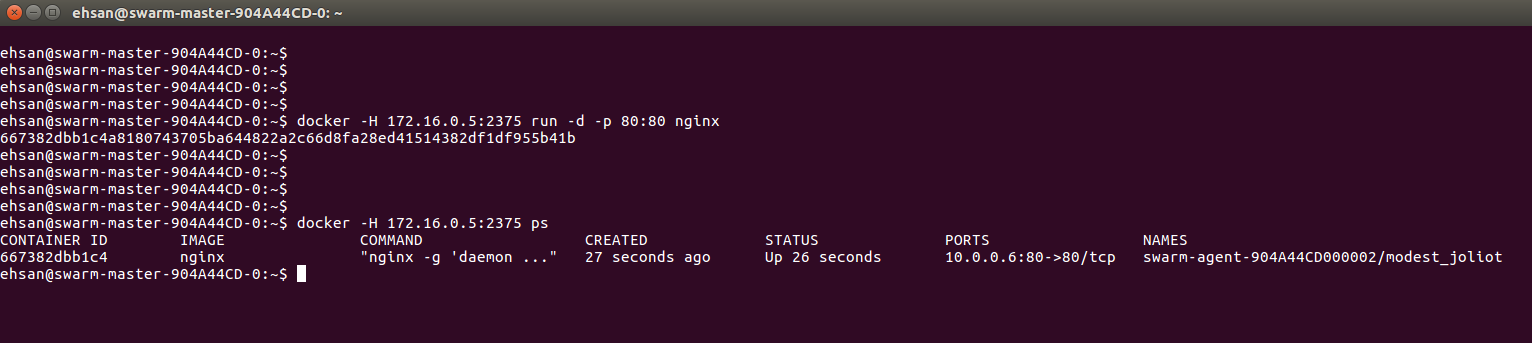 ehsan@swarm-master-904A44CD-0: ~
ehsan@swarm-master-904A44CD-0:~$
ehsan@swarm-master-904A44CD-0:~$
ehsan@swarm-master-904A44CD-0:~$
ehsan@swarm-master-904A44CD-0:~$
ehsan@swarm-master-904A44CD-0:~$ docker -H 172.16.0.5:2375 run -d -p 80:80 nginx
667382dbb1c4a8180743705ba644822a2c66d8fa28ed41514382df1df955b41b
ehsan@swarm-master-904A44CD-0:~$
ehsan@swarm-master-904A44CD-0:~$
ehsan@swarm-master-904A44CD-0:~$
ehsan@swarm-master-904A44CD-0:~$
ehsan@swarm-master-904A44CD-0:~$ docker -H 172.16.0.5:2375 ps
CONTAINER ID IMAGE COMMAND CREATED STATUS PORTS NAMES
667382dbb1c4 nginx "nginx -g 'daemon ..." 27 seconds ago Up 26 seconds 10.0.0.6:80->80/tcp swarm-agent-904A44CD000002/modest_joliot
ehsan@swarm-master-904A44CD-0:~$